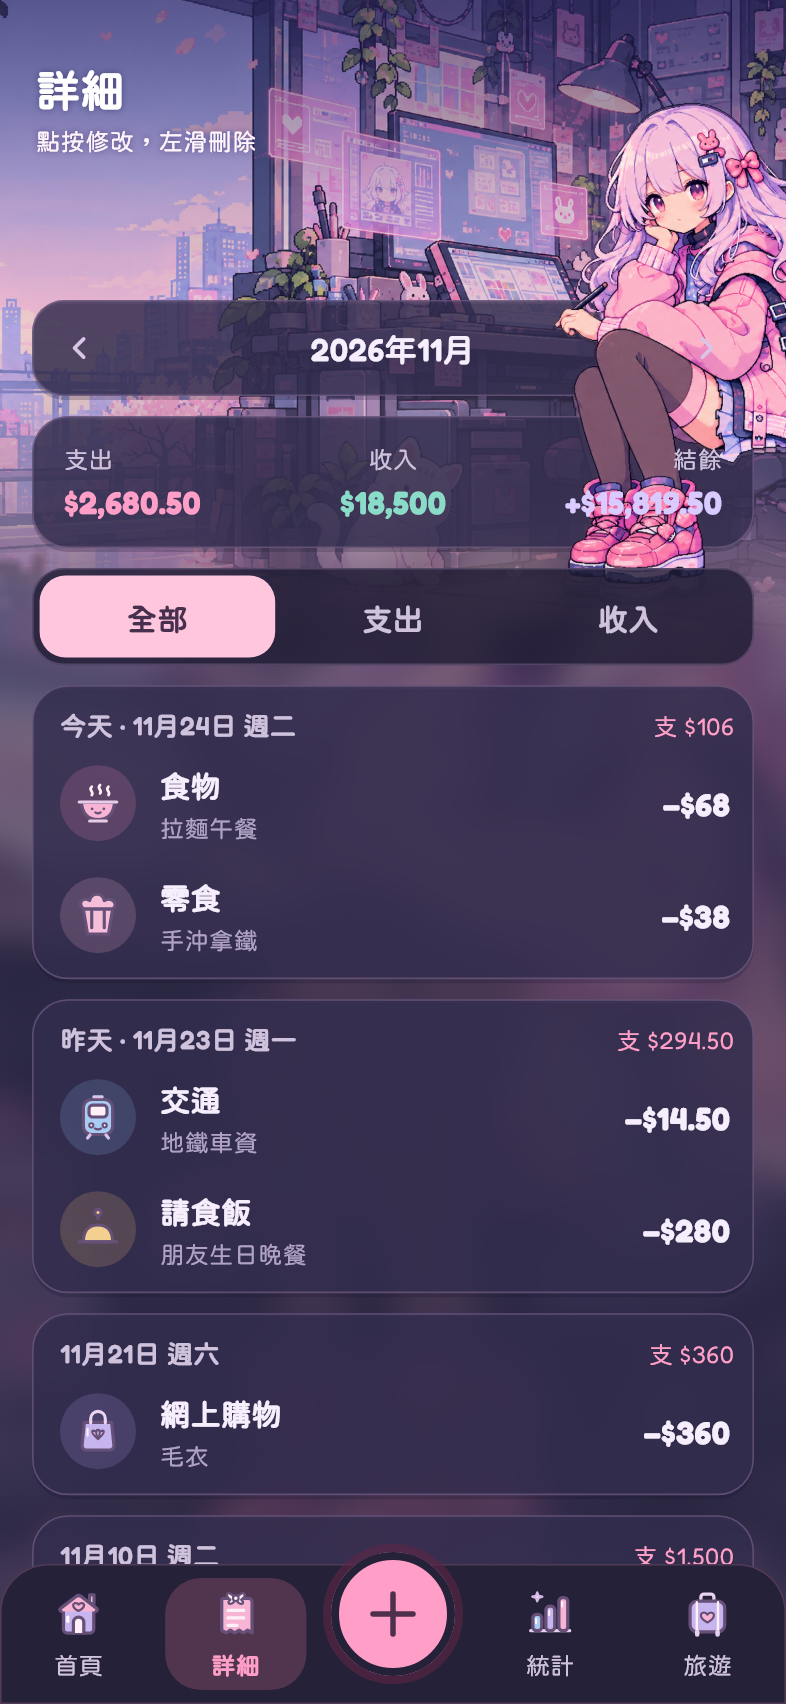 詳細
點按修改，左滑刪除
2026年11月
支出 收入 結餘
$2,680.50 $18,500 +$15,819.50
全部 支出 收入
今天 · 11月24日 週二 支 $106
食物
拉麵午餐
–$68
零食
手沖拿鐵
–$38
昨天 · 11月23日 週一 支 $294.50
交通
地鐵車資
–$14.50
請食飯
朋友生日晚餐
–$280
11月21日 週六 支 $360
網上購物
毛衣
–$360
11月10日 週二 支 $1,500
首頁 詳細 統計 旅遊